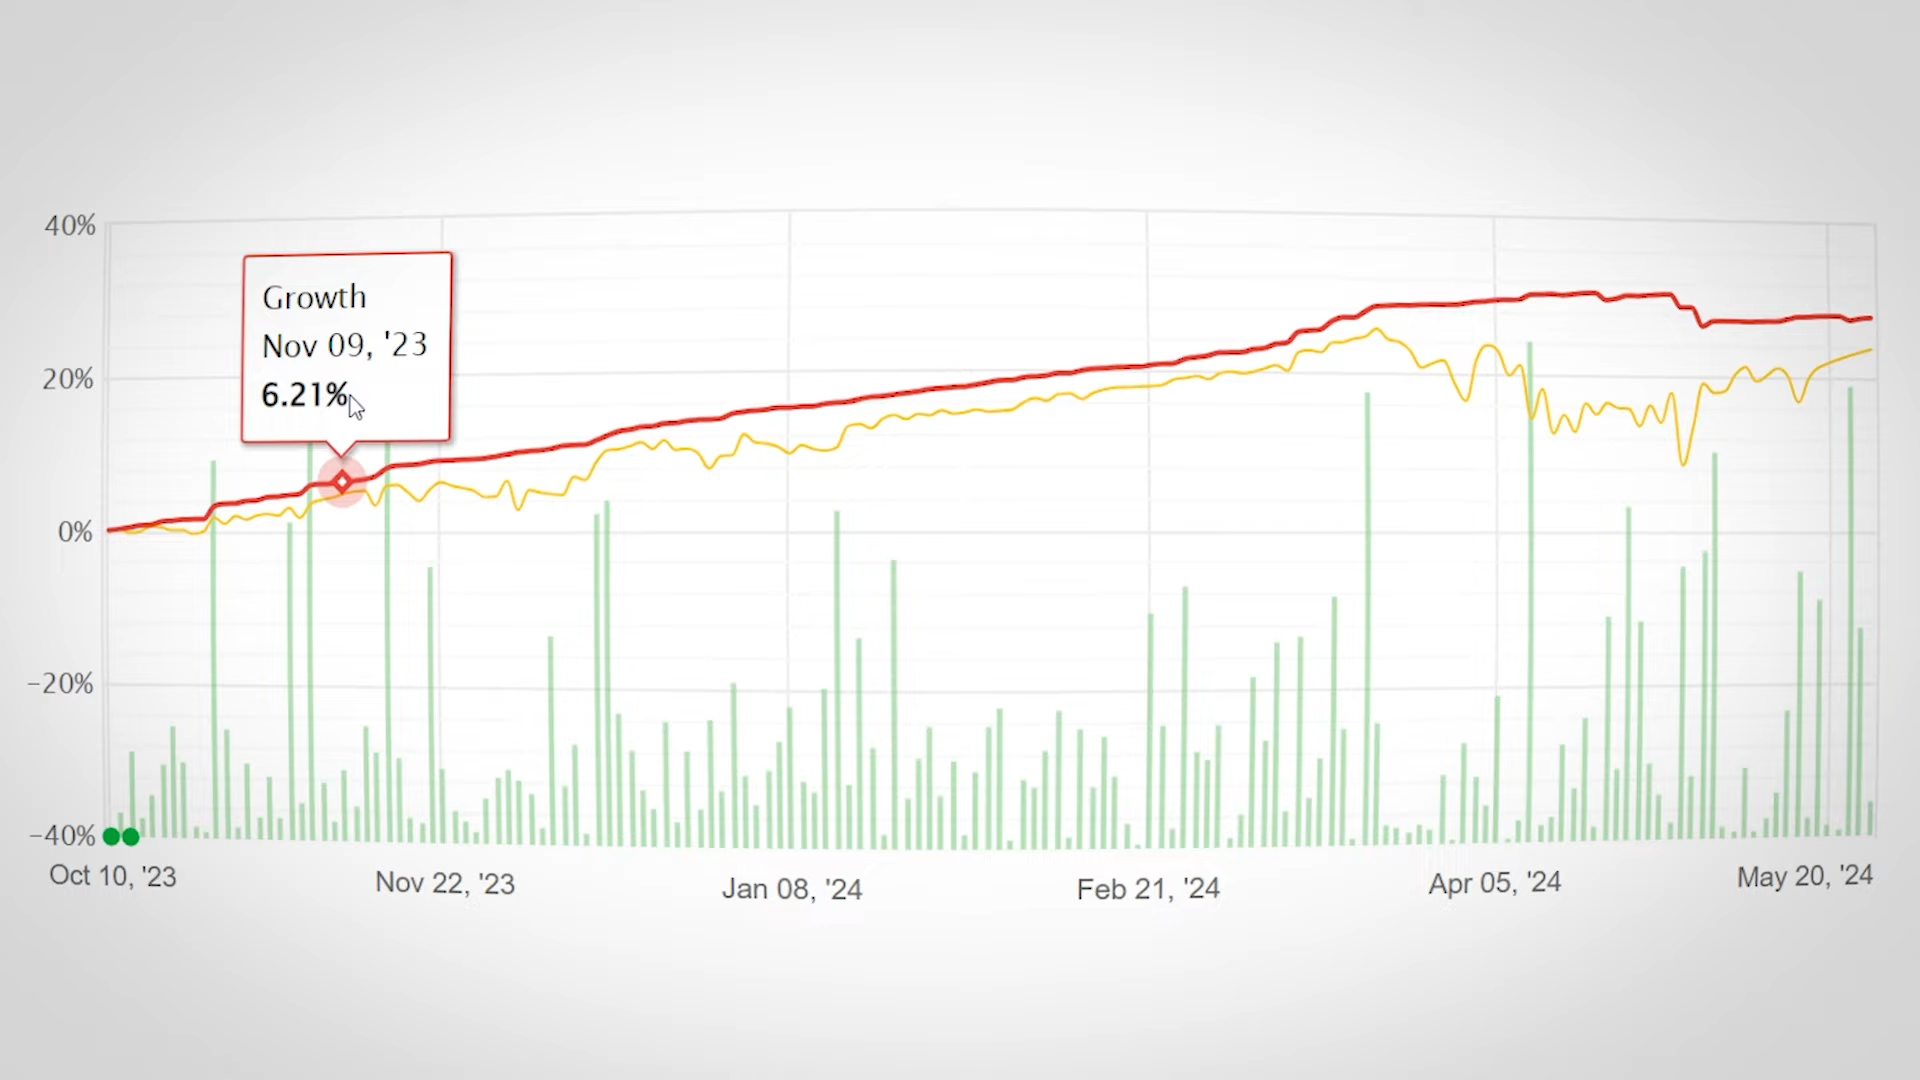 40%
Growth
Nov 09, '23
6.21%
20%
0%
−20%
−40%
Oct 10, '23
Nov 22, '23
Jan 08, '24
Feb 21, '24
Apr 05, '24
May 20, '24